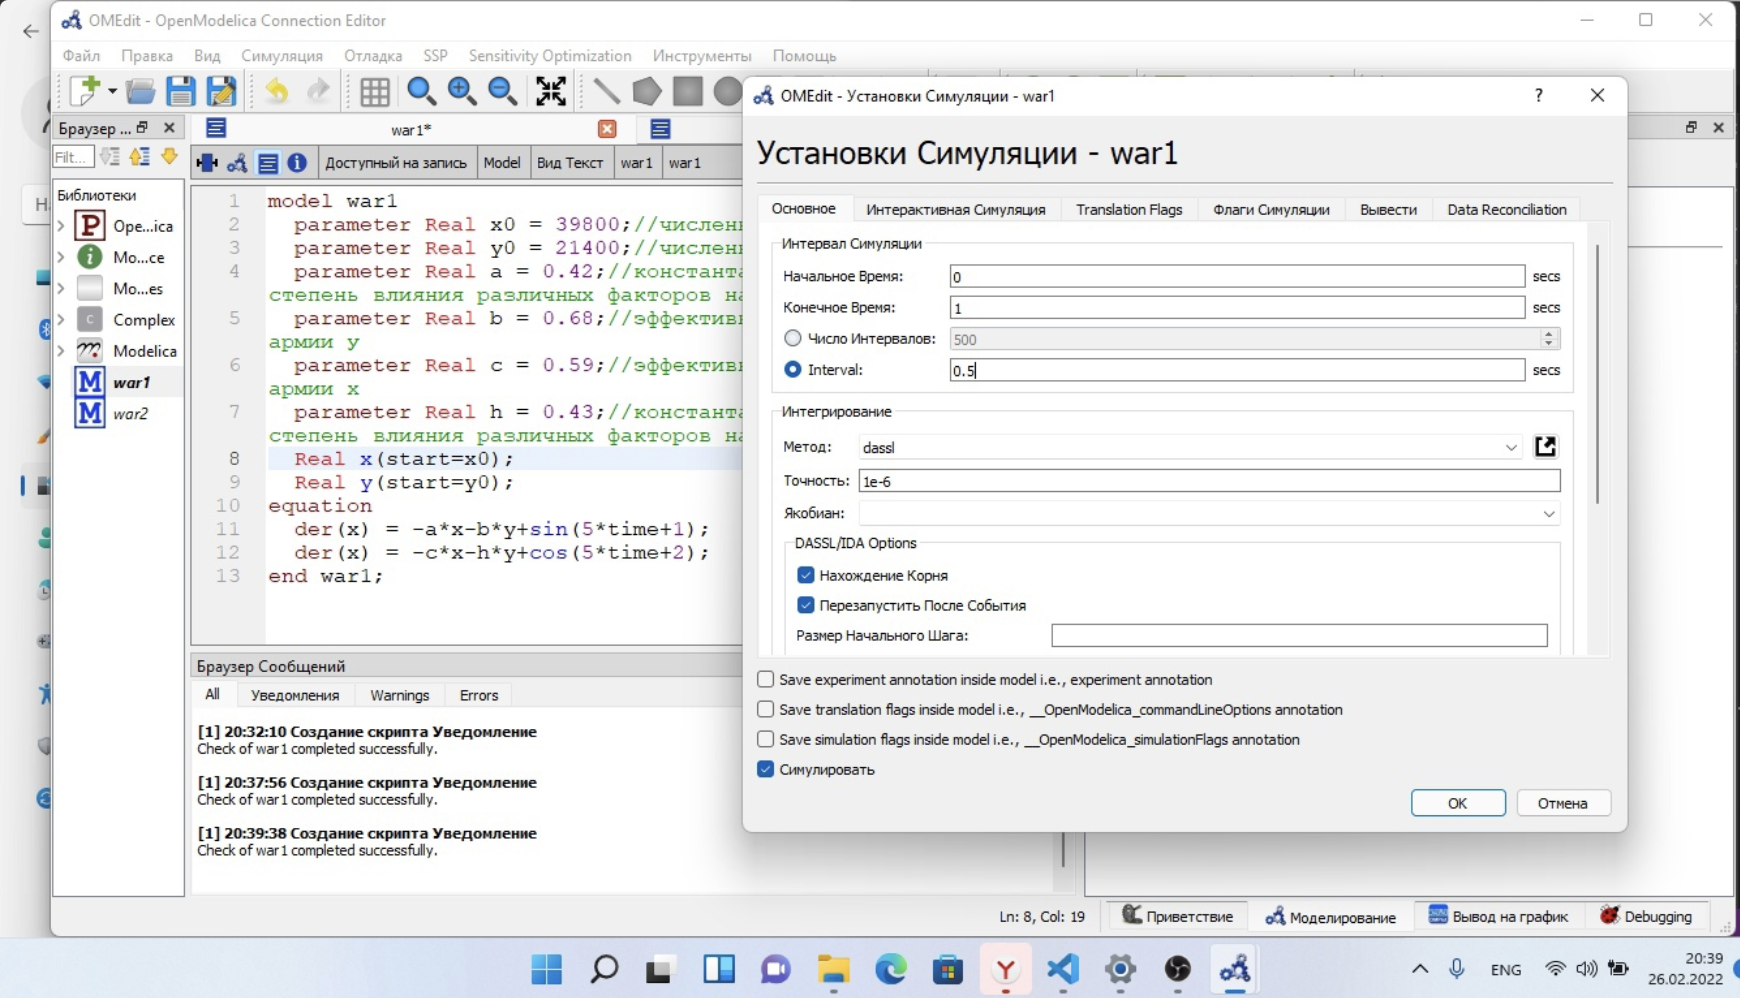 OMEdit - OpenModelica Connection Editor
Файл Правка Вид Симуляция Отладка SSP Sensitivity Optimization Инструменты Помощь
Браузер ...
war1*
Filt...
Доступный на запись Model Вид Текст war1 war1
Библиотеки
P Ope...ica
i Mo...ce
Mo...es
C Complex
Modelica
M war1
M war2
1 model war1
2 parameter Real x0 = 39800;//числен
3 parameter Real y0 = 21400;//числен
4 parameter Real a = 0.42;//константа
степень влияния различных факторов на
5 parameter Real b = 0.68;//эффектив
армии y
6 parameter Real c = 0.59;//эффектив
армии x
7 parameter Real h = 0.43;//константа
степень влияния различных факторов на
8 Real x(start=x0);
9 Real y(start=y0);
10 equation
11 der(x) = -a*x-b*y+sin(5*time+1);
12 der(x) = -c*x-h*y+cos(5*time+2);
13 end war1;
Браузер Сообщений
All Уведомления Warnings Errors
[1] 20:32:10 Создание скрипта Уведомление
Check of war1 completed successfully.
[1] 20:37:56 Создание скрипта Уведомление
Check of war1 completed successfully.
[1] 20:39:38 Создание скрипта Уведомление
Check of war1 completed successfully.
OMEdit - Установки Симуляции - war1
Установки Симуляции - war1
Основное Интерактивная Симуляция Translation Flags Флаги Симуляции Вывести Data Reconciliation
Интервал Симуляции
Начальное Время: 0 secs
Конечное Время: 1 secs
Число Интервалов: 500
Interval: 0.5 secs
Интегрирование
Метод: dassl
Точность: 1e-6
Якобиан:
DASSL/IDA Options
Нахождение Корня
Перезапустить После События
Размер Начального Шага:
Save experiment annotation inside model i.e., experiment annotation
Save translation flags inside model i.e., __OpenModelica_commandLineOptions annotation
Save simulation flags inside model i.e., __OpenModelica_simulationFlags annotation
Симулировать
OK Отмена
Ln: 8, Col: 19 Приветствие Моделирование Вывод на график Debugging
ENG
20:39
26.02.2022